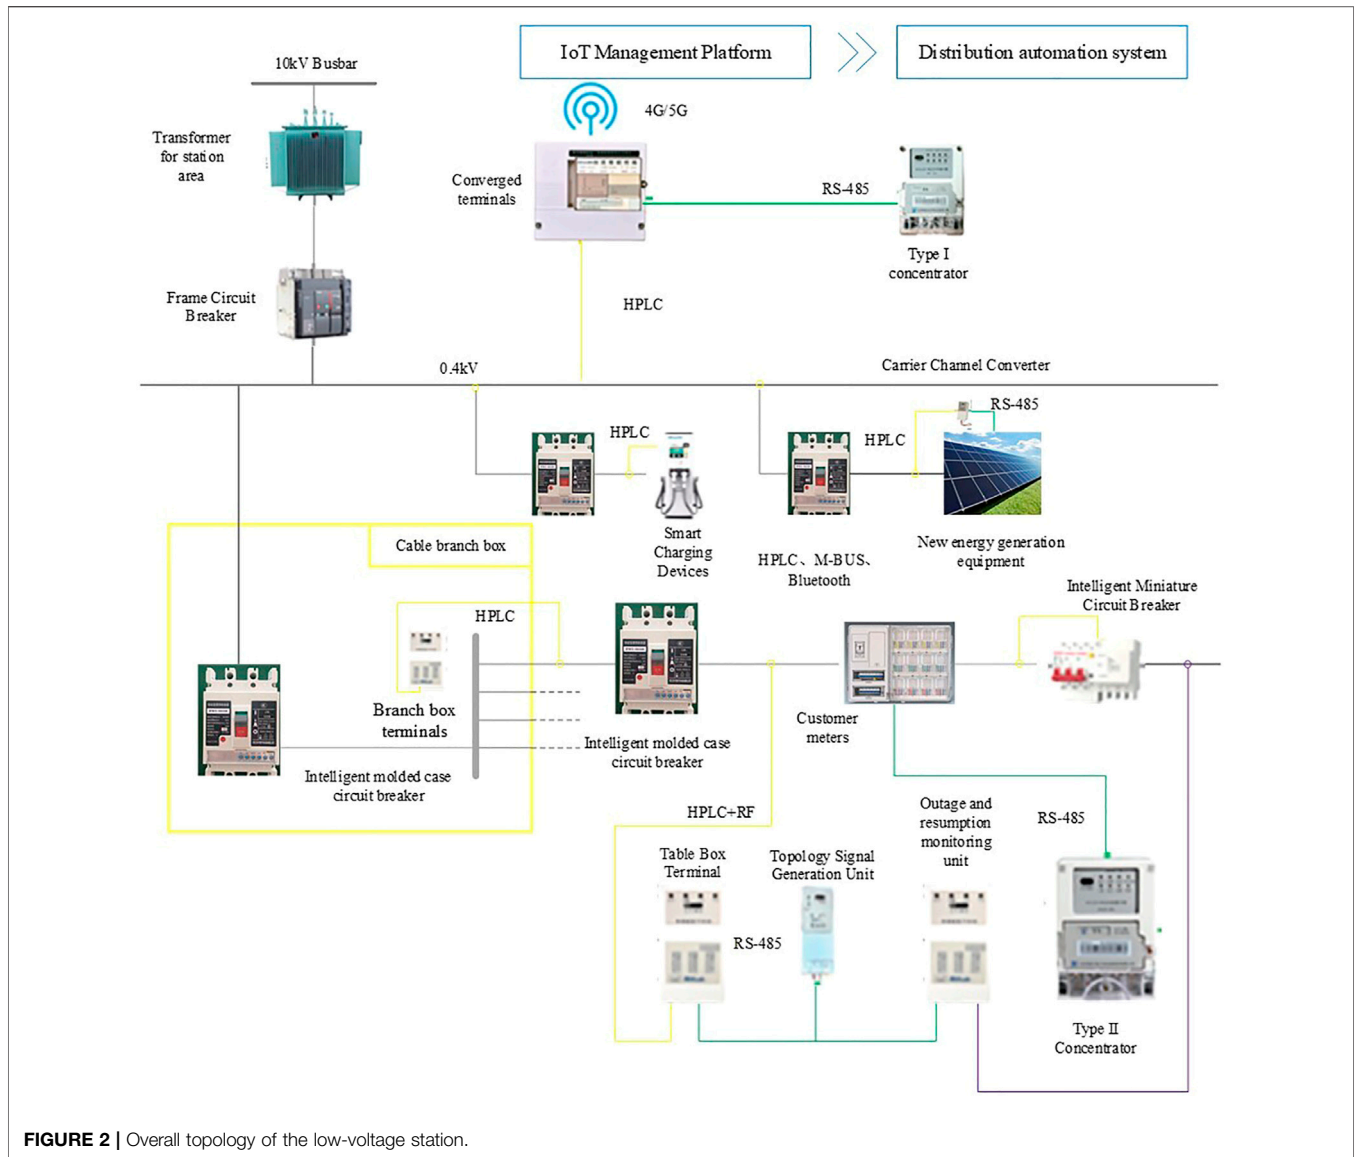 IoT Management Platform
Distribution automation system
10kV Busbar
4G/5G
Transformer
for station
area
Converged
terminals
RS-485
Type I
concentrator
Frame Circuit
Breaker
HPLC
0.4kV
Carrier Channel Converter
RS-485
HPLC
HPLC
Smart
Charging
Devices
New energy generation
equipment
HPLC、M-BUS、
Bluetooth
Cable branch box
Intelligent Miniature
Circuit Breaker
HPLC
Branch box
terminals
Customer
meters
Intelligent molded case
circuit breaker
Intelligent molded case
circuit breaker
HPLC+RF
Outage and
resumption
monitoring
unit
RS-485
Table Box
Terminal
Topology Signal
Generation Unit
RS-485
Type II
Concentrator
FIGURE 2 | Overall topology of the low-voltage station.